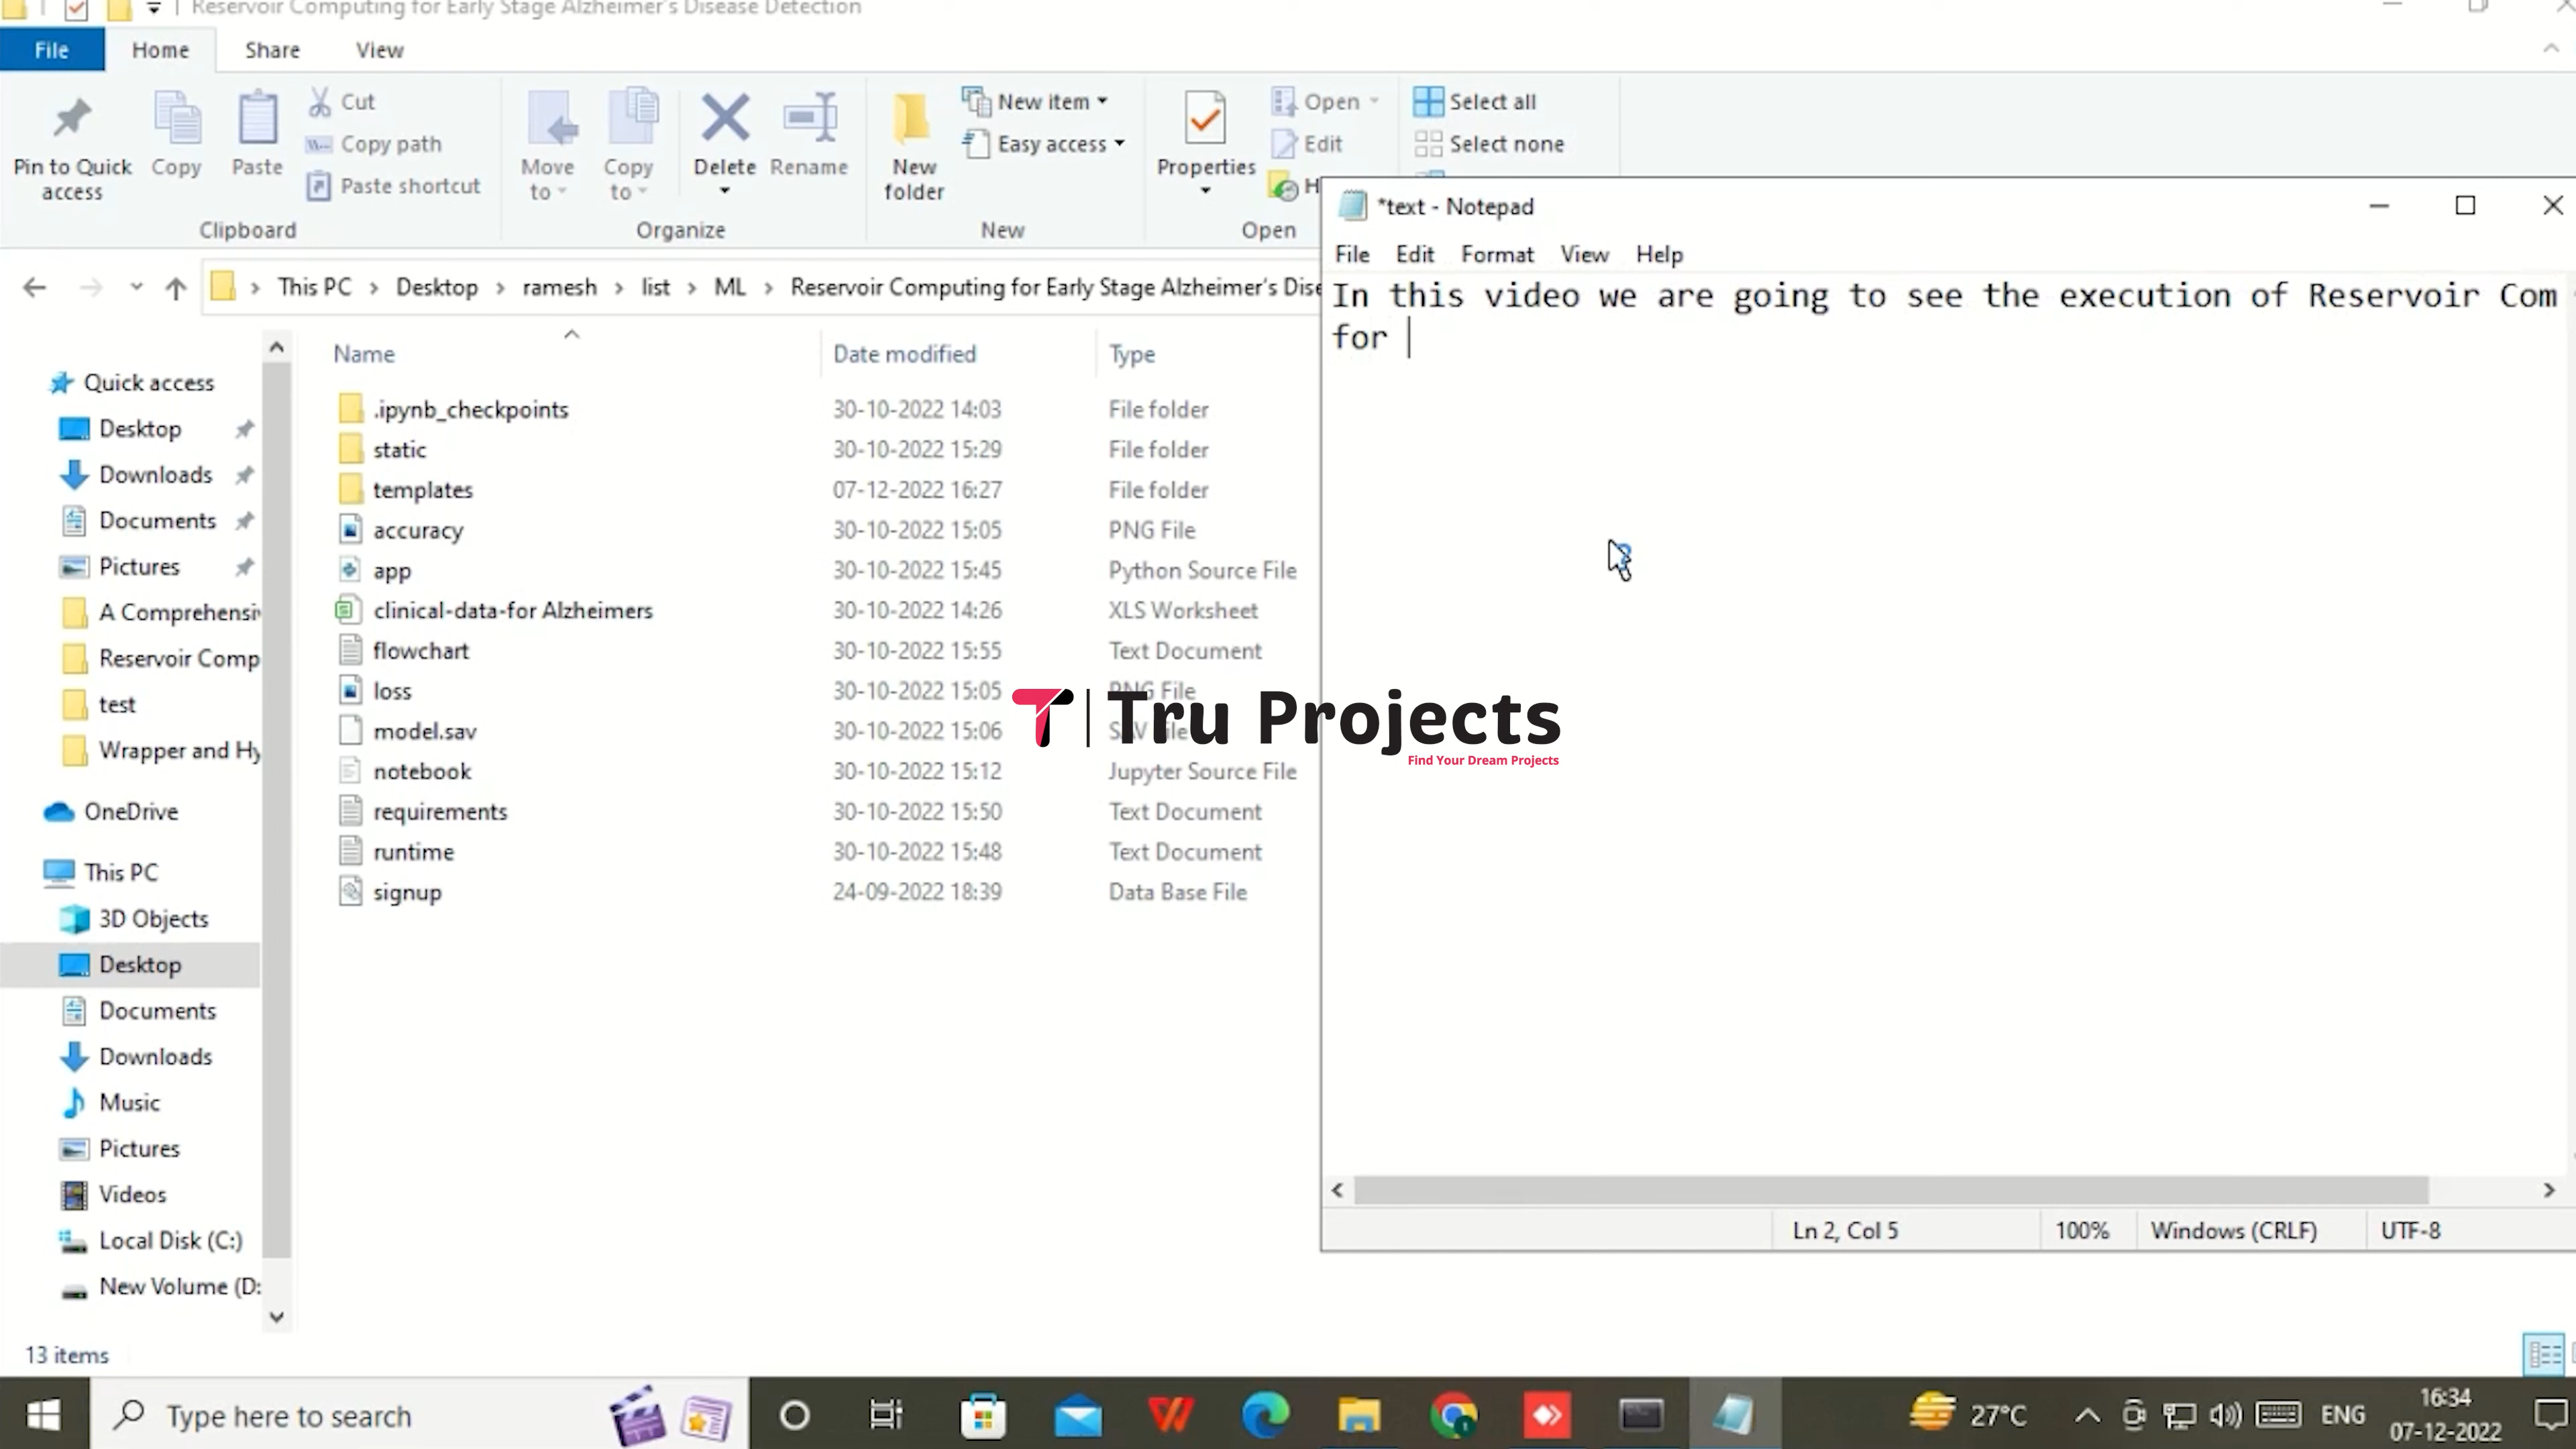 Reservoir Computing for Early Stage Alzheimer's Disease Detection
File Home Share View
Pin to Quick access
Copy
Paste
Cut
Copy path
Paste shortcut
Clipboard
Move to
Copy to
Delete
Rename
Organize
New folder
New item
Easy access
New
Properties
Open
Edit
H
Open
Select all
Select none
This PC > Desktop > ramesh > list > ML > Reservoir Computing for Early Stage Alzheimer's Dise
Name Date modified Type
.ipynb_checkpoints 30-10-2022 14:03 File folder
static 30-10-2022 15:29 File folder
templates 07-12-2022 16:27 File folder
accuracy 30-10-2022 15:05 PNG File
app 30-10-2022 15:45 Python Source File
clinical-data-for Alzheimers 30-10-2022 14:26 XLS Worksheet
flowchart 30-10-2022 15:55 Text Document
loss 30-10-2022 15:05 PNG File
model.sav 30-10-2022 15:06 SAV File
notebook 30-10-2022 15:12 Jupyter Source File
requirements 30-10-2022 15:50 Text Document
runtime 30-10-2022 15:48 Text Document
signup 24-09-2022 18:39 Data Base File
Quick access
Desktop
Downloads
Documents
Pictures
A Comprehensiv
Reservoir Comp
test
Wrapper and Hy
OneDrive
This PC
3D Objects
Desktop
Documents
Downloads
Music
Pictures
Videos
Local Disk (C:)
New Volume (D:
13 items
*text - Notepad
File Edit Format View Help
In this video we are going to see the execution of Reservoir Com
for
Ln 2, Col 5 100% Windows (CRLF) UTF-8
Tru Projects
Find Your Dream Projects
Type here to search
27°C
ENG
16:34
07-12-2022